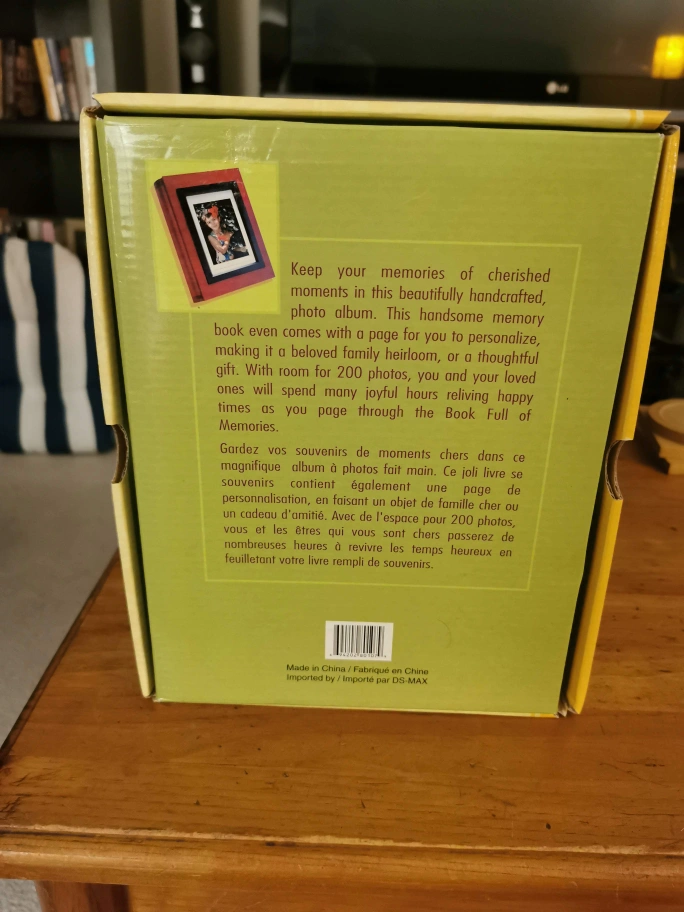 LG
Keep your memories of cherished
moments in this beautifully handcrafted,
photo album. This handsome memory
book even comes with a page for you to personalize,
making it a beloved family heirloom, or a thoughtful
gift. With room for 200 photos, you and your loved
ones will spend many joyful hours reliving happy
times as you page through the Book Full of
Memories.
Gardez vos souvenirs de moments chers dans ce
magnifique album à photos fait main. Ce joli livre se
souvenirs contient également une page de
personnalisation, en faisant un objet de famille cher ou
un cadeau d'amitié. Avec de l'espace pour 200 photos,
vous et les êtres qui vous sont chers passerez de
nombreuses heures à revivre les temps heureux en
feuilletant votre livre rempli de souvenirs.
Made in China / Fabriqué en Chine
Imported by / Importé par DS-MAX